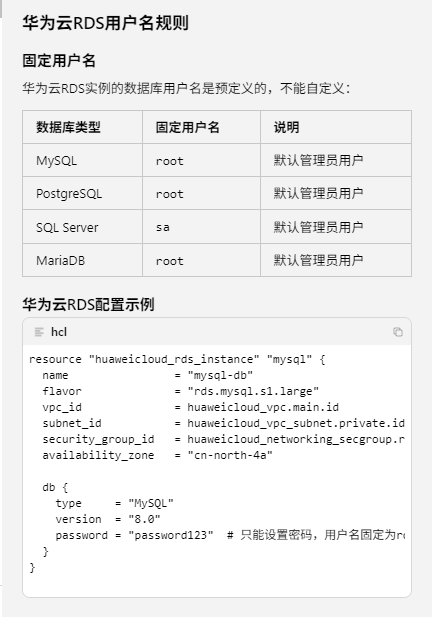 华为云RDS用户名规则
固定用户名
华为云RDS实例的数据库用户名是预定义的，不能自定义：
数据库类型 固定用户名 说明
MySQL root 默认管理员用户
PostgreSQL root 默认管理员用户
SQL Server sa 默认管理员用户
MariaDB root 默认管理员用户
华为云RDS配置示例
hcl
resource "huaweicloud_rds_instance" "mysql" {
  name                = "mysql-db"
  flavor              = "rds.mysql.s1.large"
  vpc_id              = huaweicloud_vpc.main.id
  subnet_id           = huaweicloud_vpc_subnet.private.id
  security_group_id   = huaweicloud_networking_secgroup.r
  availability_zone   = "cn-north-4a"
  db {
    type     = "MySQL"
    version  = "8.0"
    password = "password123"  # 只能设置密码，用户名固定为ro
  }
}